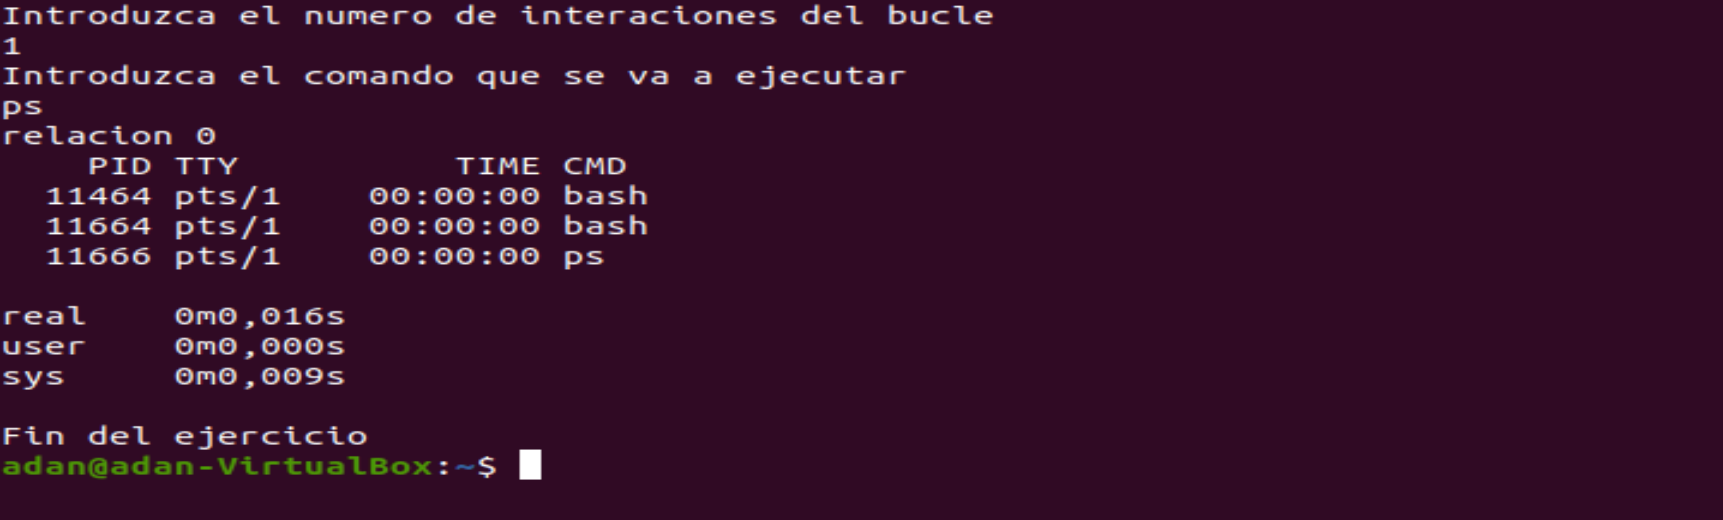 Introduzca el numero de interaciones del bucle
1
Introduzca el comando que se va a ejecutar
ps
relacion 0
    PID TTY          TIME CMD
  11464 pts/1    00:00:00 bash
  11664 pts/1    00:00:00 bash
  11666 pts/1    00:00:00 ps
real    0m0,016s
user    0m0,000s
sys     0m0,009s
Fin del ejercicio
adan@adan-VirtualBox:~$